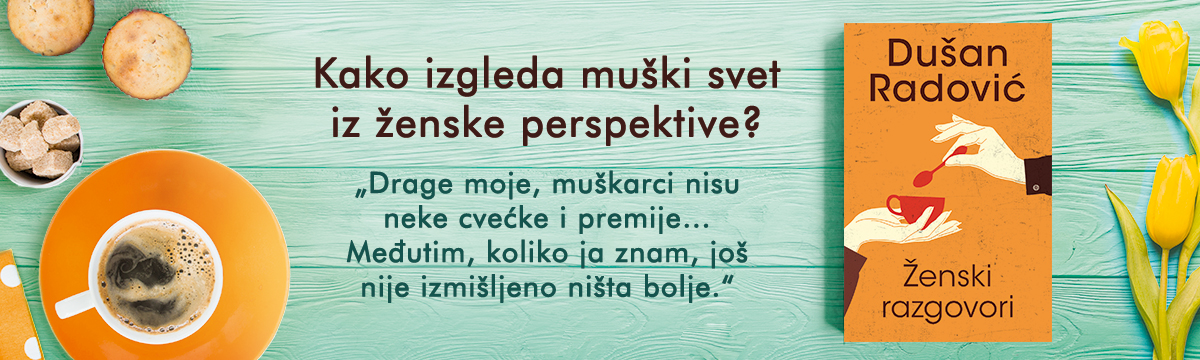 Kako izgleda muški svet
iz ženske perspektive?
„Drage moje, muškarci nisu
neke cvećke i premije...
Međutim, koliko ja znam, još
nije izmišljeno ništa bolje.“
Dušan
Radović
Ženski
razgovori